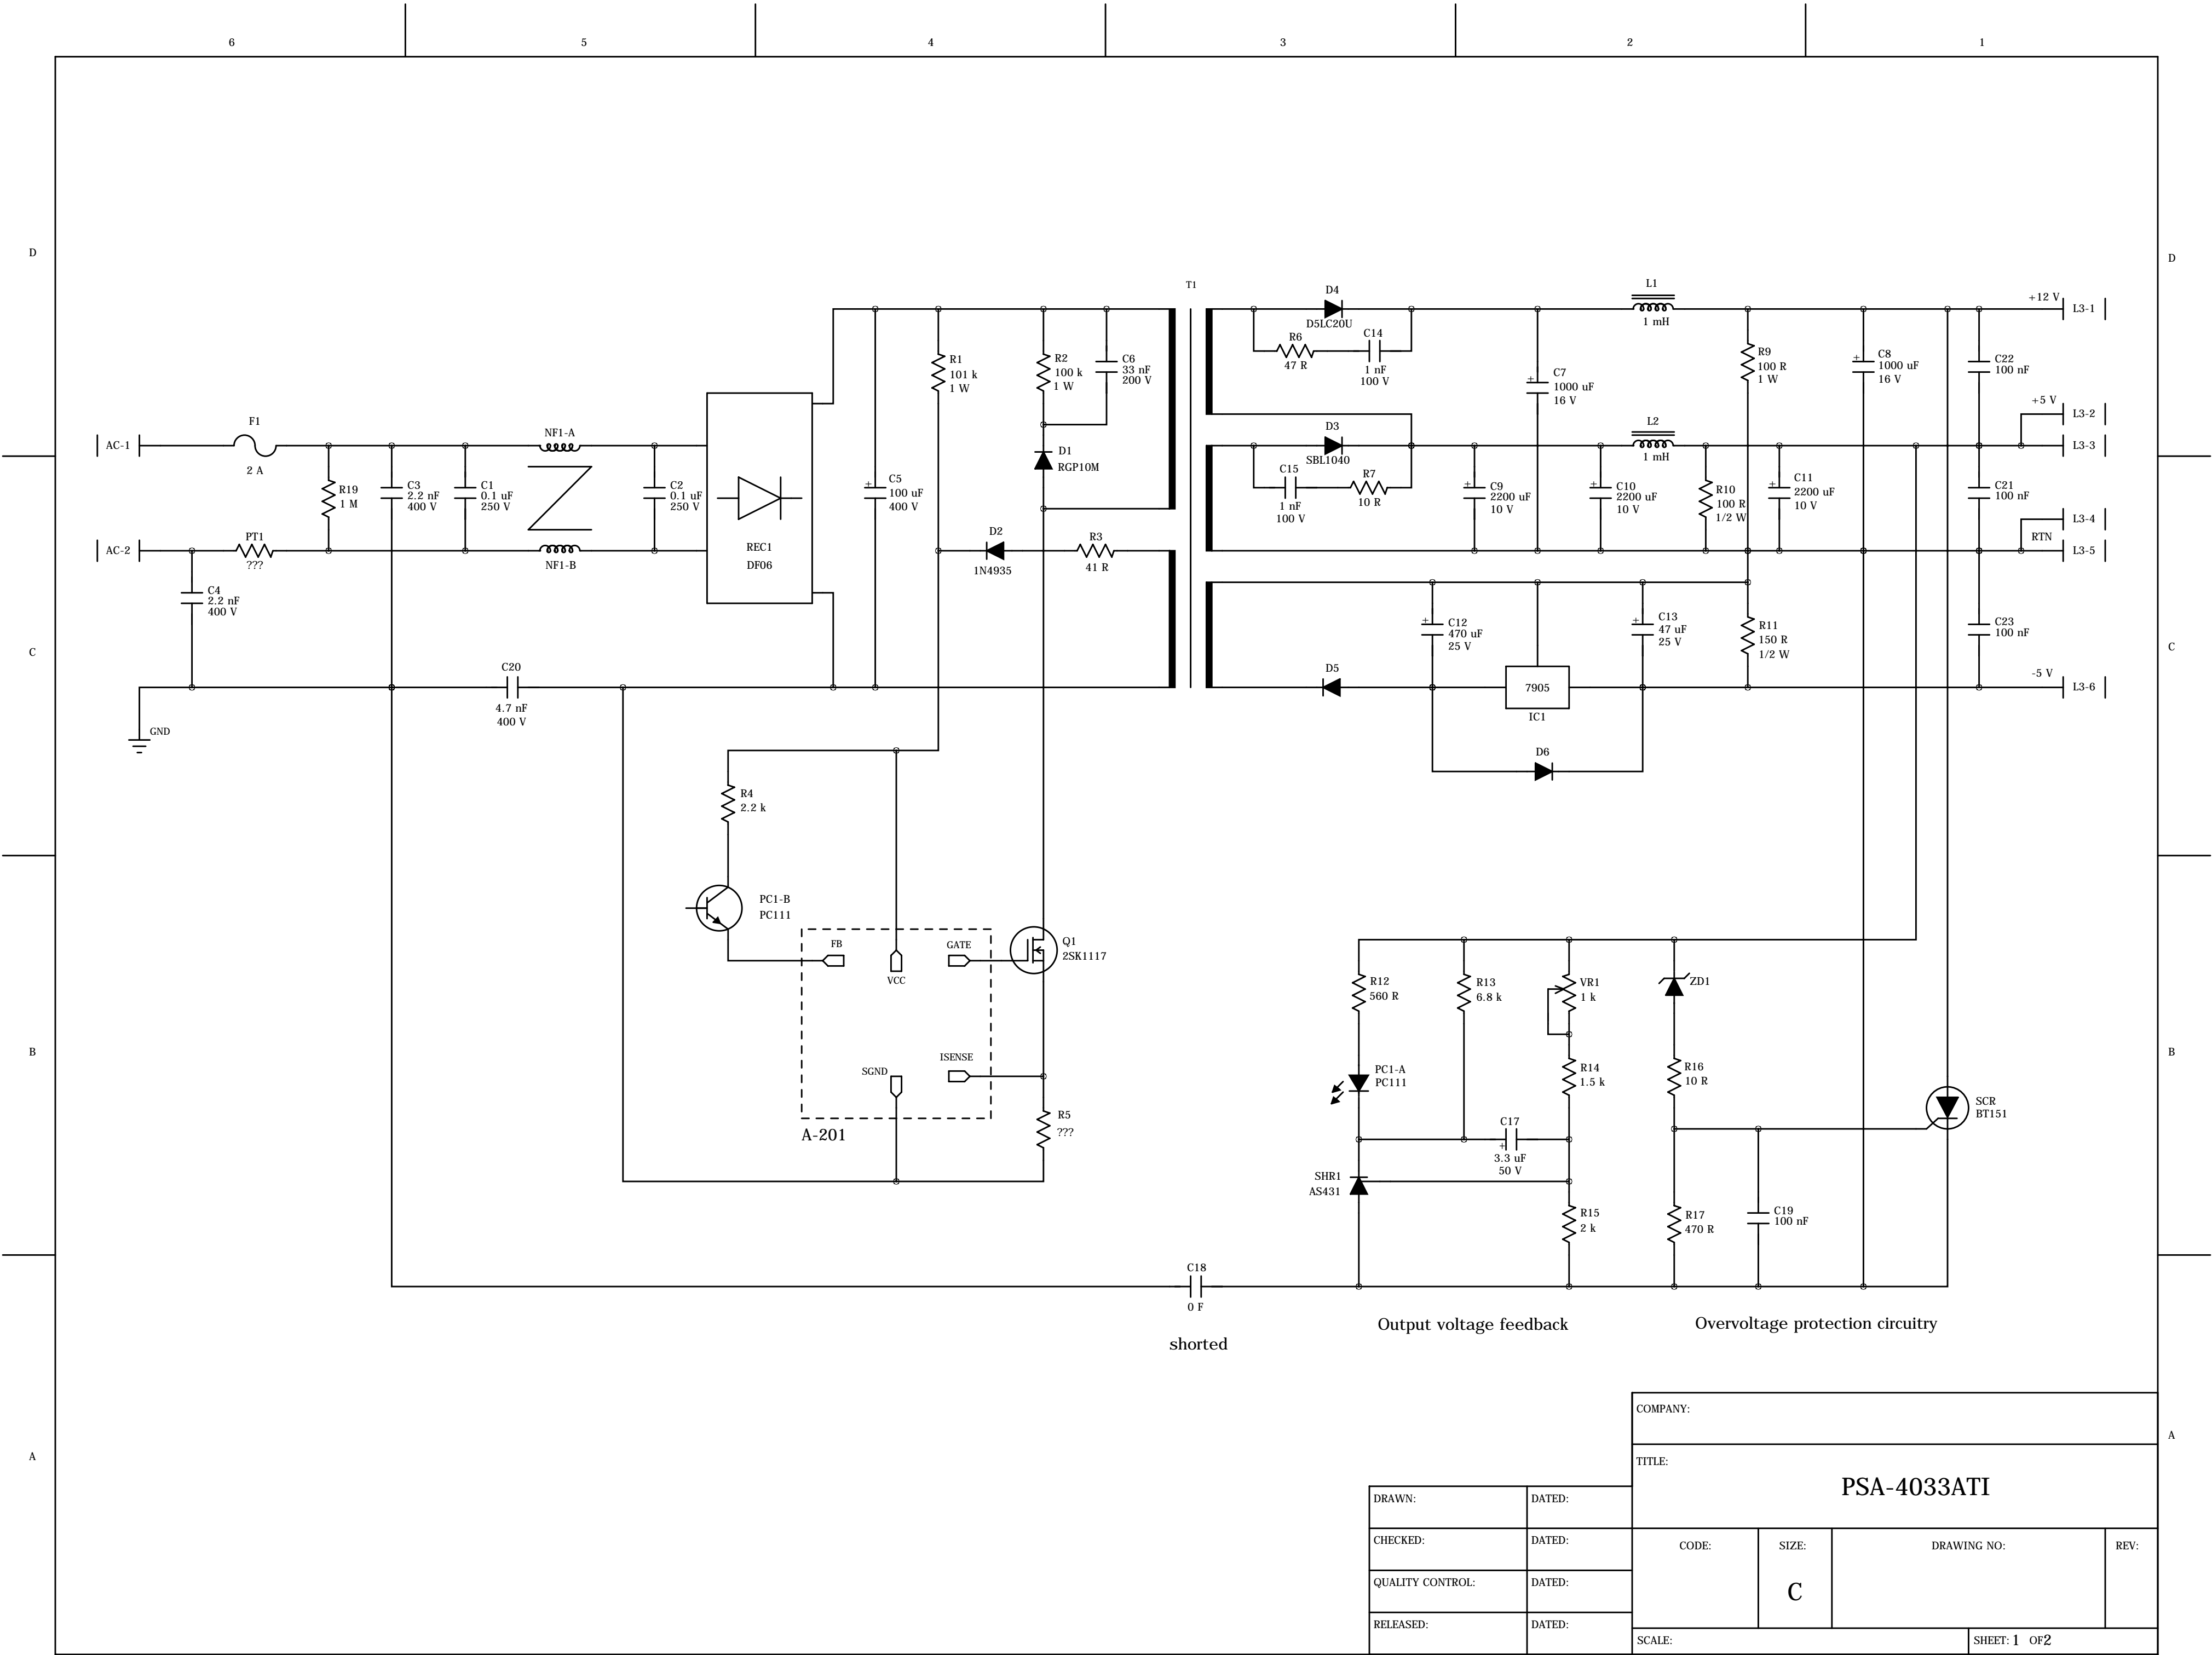 6 5 4 3 2 1
D
D
C
C
B
B
A
A
T1
D4
D5LC20U
R6
47 R
C14
1 nF
100 V
L1
1 mH
+12 V
L3-1
R1
101 k
1 W
R2
100 k
1 W
C6
33 nF
200 V
C7
1000 uF
16 V
R9
100 R
1 W
C8
1000 uF
16 V
C22
100 nF
+5 V
L3-2
L3-3
AC-1
F1
2 A
NF1-A
D1
RGP10M
D3
SBL1040
L2
1 mH
R19
1 M
C3
2.2 nF
400 V
C1
0.1 uF
250 V
C2
0.1 uF
250 V
C5
100 uF
400 V
C15
1 nF
100 V
R7
10 R
C9
2200 uF
10 V
C10
2200 uF
10 V
R10
100 R
1/2 W
C11
2200 uF
10 V
C21
100 nF
L3-4
RTN
L3-5
AC-2
PT1
???
NF1-B
REC1
DF06
D2
1N4935
R3
41 R
C4
2.2 nF
400 V
C12
470 uF
25 V
C13
47 uF
25 V
R11
150 R
1/2 W
C23
100 nF
C20
4.7 nF
400 V
D5
7905
IC1
-5 V
L3-6
GND
D6
R4
2.2 k
PC1-B
PC111
FB
VCC
GATE
Q1
2SK1117
SGND
ISENSE
A-201
R5
???
R12
560 R
R13
6.8 k
VR1
1 k
ZD1
PC1-A
PC111
R14
1.5 k
R16
10 R
SCR
BT151
C17
3.3 uF
50 V
SHR1
AS431
R15
2 k
R17
470 R
C19
100 nF
C18
0 F
shorted
Output voltage feedback
Overvoltage protection circuitry
COMPANY:
TITLE:
PSA-4033ATI
DRAWN: DATED:
CHECKED: DATED:
QUALITY CONTROL: DATED:
RELEASED: DATED:
CODE: SIZE: DRAWING NO: REV:
C
SCALE: SHEET: 1 OF 2